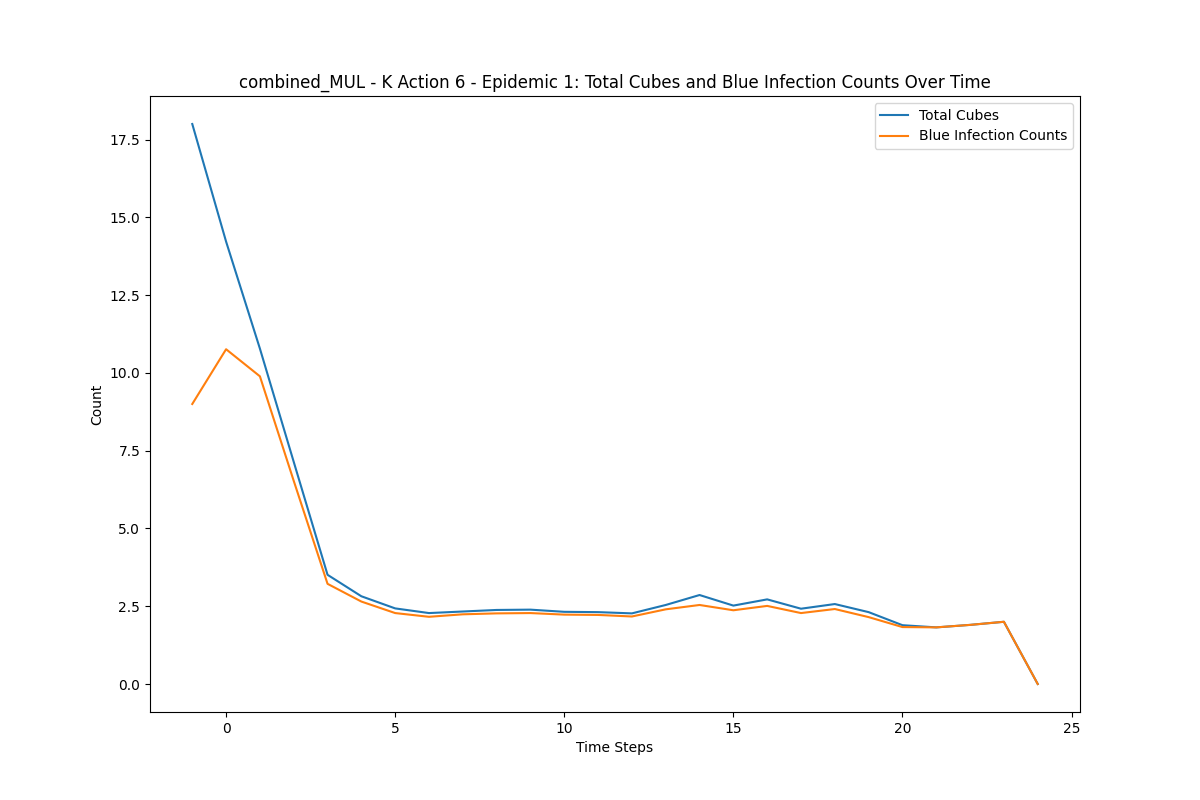 combined_MUL - K Action 6 - Epidemic 1: Total Cubes and Blue Infection Counts Over Time
Total Cubes
Blue Infection Counts
17.5
15.0
12.5
10.0
7.5
5.0
2.5
0.0
Count
0 5 10 15 20 25
Time Steps